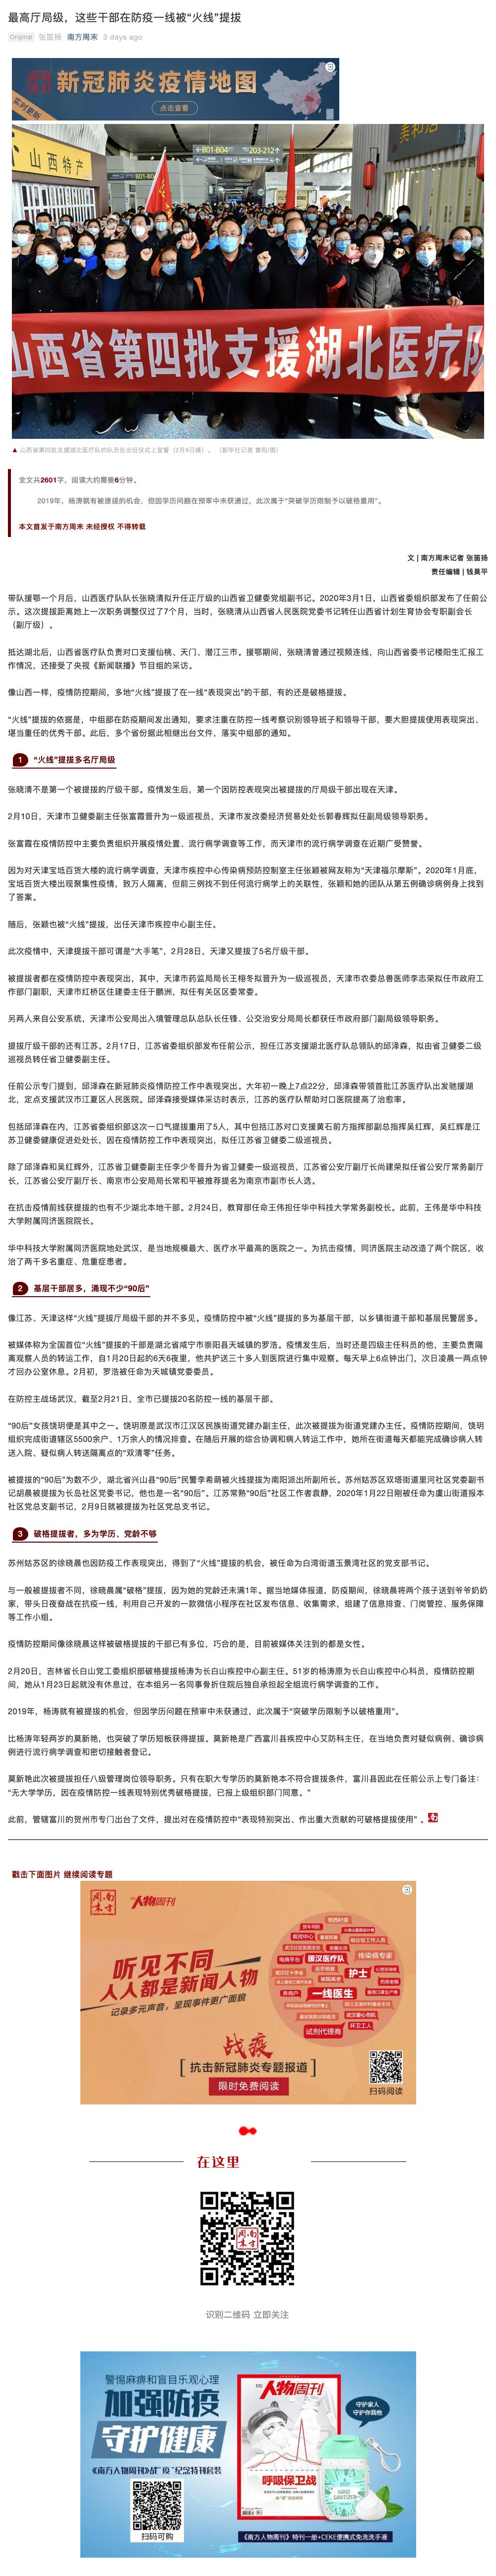 最高厅局级，这些干部在防疫一线被“火线”提拔
Original 张笛扬 南方周末 3 days ago
实时更新
新冠肺炎疫情地图
点击查看
山西特产
B01-B04
203-212
山西省第四批支援湖北医疗队
▲ 山西省第四批支援湖北医疗队的队员在出征仪式上宣誓（2月9日摄）。（新华社记者 曹阳/图）
全文共2601字，阅读大约需要6分钟。
2019年，杨涛就有被提拔的机会，但因学历问题在预审中未获通过，此次属于“突破学历限制予以破格重用”。
本文首发于南方周末 未经授权 不得转载
文 | 南方周末记者 张笛扬
责任编辑 | 钱昊平
带队援鄂一个月后，山西医疗队队长张晓清拟升任正厅级的山西省卫健委党组副书记。2020年3月1日，山西省委组织部发布了任前公
示。这次提拔距离她上一次职务调整仅过了7个月，当时，张晓清从山西省人民医院党委书记转任山西省计划生育协会专职副会长
（副厅级）。
抵达湖北后，山西省医疗队负责对口支援仙桃、天门、潜江三市。援鄂期间，张晓清曾通过视频连线，向山西省委书记楼阳生汇报工
作情况，还接受了央视《新闻联播》节目组的采访。
像山西一样，疫情防控期间，多地“火线”提拔了在一线“表现突出”的干部，有的还是破格提拔。
“火线”提拔的依据是，中组部在防疫期间发出通知，要求注重在防控一线考察识别领导班子和领导干部，要大胆提拔使用表现突出、
堪当重任的优秀干部。此后，多个省份据此相继出台文件，落实中组部的通知。
1 “火线”提拔多名厅局级
张晓清不是第一个被提拔的厅级干部。疫情发生后，第一个因防控表现突出被提拔的厅局级干部出现在天津。
2月10日，天津市卫健委副主任张富霞晋升为一级巡视员，天津市发改委经济贸易处处长郭春辉拟任副局级领导职务。
张富霞在疫情防控中主要负责组织开展疫情处置、流行病学调查等工作，而天津市的流行病学调查在近期广受赞誉。
因为对天津宝坻百货大楼的流行病学调查，天津市疾控中心传染病预防控制室主任张颖被网友称为“天津福尔摩斯”。2020年1月底，
宝坻百货大楼出现聚集性疫情，致万人隔离，但前三例找不到任何流行病学上的关联性，张颖和她的团队从第五例确诊病例身上找到
了答案。
随后，张颖也被“火线”提拔，出任天津市疾控中心副主任。
此次疫情中，天津提拔干部可谓是“大手笔”，2月28日，天津又提拔了5名厅级干部。
被提拔者都在疫情防控中表现突出，其中，天津市药监局局长王栩冬拟晋升为一级巡视员，天津市农委总兽医师李志荣拟任市政府工
作部门副职，天津市红桥区住建委主任于鹏洲，拟任有关区区委常委。
另两人来自公安系统，天津市公安局出入境管理总队总队长任锋、公交治安分局局长都获任市政府部门副局级领导职务。
提拔厅级干部的还有江苏。2月17日，江苏省委组织部发布任前公示，担任江苏支援湖北医疗队总领队的邱泽森，拟由省卫健委二级
巡视员转任省卫健委副主任。
任前公示专门提到，邱泽森在新冠肺炎疫情防控工作中表现突出。大年初一晚上7点22分，邱泽森带领首批江苏医疗队出发驰援湖
北，定点支援武汉市江夏区人民医院。邱泽森接受媒体采访时表示，江苏的医疗队帮助对口医院提高了治愈率。
包括邱泽森在内，江苏省委组织部这次一口气提拔重用了5人，其中包括江苏对口支援黄石前方指挥部副总指挥吴红辉，吴红辉是江
苏卫健委健康促进处处长，因在防疫工作中表现突出，拟任江苏省卫健委二级巡视员。
除了邱泽森和吴红辉外，江苏省卫健委副主任李少冬晋升为省卫健委一级巡视员，江苏省公安厅副厅长尚建荣拟任省公安厅常务副厅
长，江苏省公安厅副厅长、南京市公安局局长常和平被推荐提名为南京市副市长人选。
在抗击疫情前线获提拔的也有不少湖北本地干部。2月24日，教育部任命王伟担任华中科技大学常务副校长。此前，王伟是华中科技
大学附属同济医院院长。
华中科技大学附属同济医院地处武汉，是当地规模最大、医疗水平最高的医院之一。为抗击疫情，同济医院主动改造了两个院区，收
治了两千多名重症、危重症患者。
2 基层干部居多，涌现不少“90后”
像江苏、天津这样“火线”提拔厅级干部的并不多见。疫情防控中被“火线”提拔的多为基层干部，以乡镇街道干部和基层民警居多。
被媒体称为全国首位“火线”提拔的干部是湖北省咸宁市崇阳县天城镇的罗浩。疫情发生后，当时还是四级主任科员的他，主要负责隔
离观察人员的转运工作，自1月20日起的6天6夜里，他共护送三十多人到医院进行集中观察。每天早上6点钟出门，次日凌晨一两点钟
才回办公室休息。2月初，罗浩被任命为天城镇党委委员。
在防控主战场武汉，截至2月21日，全市已提拔20名防控一线的基层干部。
“90后”女孩饶玥便是其中之一。饶玥原是武汉市江汉区民族街道党建办副主任，此次被提拔为街道党建办主任。疫情防控期间，饶玥
组织完成街道辖区5500余户、1万余人的情况排查。在随后开展的综合协调和病人转运工作中，她所在街道每天都能完成确诊病人转
送入院、疑似病人转送隔离点的“双清零”任务。
被提拔的“90后”为数不少，湖北省兴山县“90后”民警李希萌被火线提拔为南阳派出所副所长。苏州姑苏区双塔街道里河社区党委副书
记胡晨被提拔为长岛社区党委书记，他也是一名“90后”。江苏常熟“90后”社区工作者袁静，2020年1月22日刚被任命为虞山街道报本
社区党总支副书记，2月9日就被提拔为社区党总支书记。
3 破格提拔者，多为学历、党龄不够
苏州姑苏区的徐晓晨也因防疫工作表现突出，得到了“火线”提拔的机会，被任命为白湾街道玉景湾社区的党支部书记。
与一般被提拔者不同，徐晓晨属“破格”提拔，因为她的党龄还未满1年。据当地媒体报道，防疫期间，徐晓晨将两个孩子送到爷爷奶奶
家，带头日夜奋战在抗疫一线，利用自己开发的一款微信小程序在社区发布信息、收集需求，组建了信息排查、门岗管控、服务保障
等工作小组。
疫情防控期间像徐晓晨这样被破格提拔的干部已有多位，巧合的是，目前被媒体关注到的都是女性。
2月20日，吉林省长白山党工委组织部破格提拔杨涛为长白山疾控中心副主任。51岁的杨涛原为长白山疾控中心科员，疫情防控期
间，她从1月23日起就没有休息过，在本组另一名同事骨折住院后独自承担起全组流行病学调查的工作。
2019年，杨涛就有被提拔的机会，但因学历问题在预审中未获通过，此次属于“突破学历限制予以破格重用”。
比杨涛年轻两岁的莫新艳，也突破了学历短板获得提拔。莫新艳是广西富川县疾控中心艾防科主任，在当地负责对疑似病例、确诊病
例进行流行病学调查和密切接触者登记。
莫新艳此次被提拔担任八级管理岗位领导职务。只有在职大专学历的莫新艳本不符合提拔条件，富川县因此在任前公示上专门备注：
“无大学学历，因在疫情防控一线表现特别优秀破格提拔，已报上级组织部门同意。”
此前，管辖富川的贺州市专门出台了文件，提出对在疫情防控中“表现特别突出、作出重大贡献的可破格提拔使用”。
戳击下面图片 继续阅读专题
南方周末 南方人物周刊
听见不同
人人都是新闻人物
记录多元声音，呈现事件更广面貌
援汉医疗队
传染病专家
护士
一线医生
试剂代理商
环卫工人
战疫
[ 抗击新冠肺炎专题报道 ]
限时免费阅读
扫码阅读
在这里
南方周末
识别二维码 立即关注
警惕麻痹和盲目乐观心理
加强防疫
守护健康
《南方人物周刊》战“疫”纪念特刊套装
扫码可购
人物周刊
呼吸保卫战
守护家人
守护你我他
HAND
SANITIZER
《南方人物周刊》特刊一册+CEKE便携式免洗洗手液